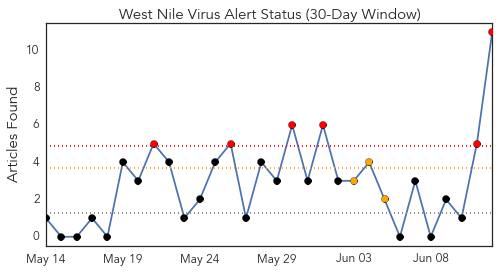 West Nile Virus Alert Status (30-Day Window)
Articles Found
10
8
6
4
2
0
May 14
May 19
May 24
May 29
Jun 03
Jun 08